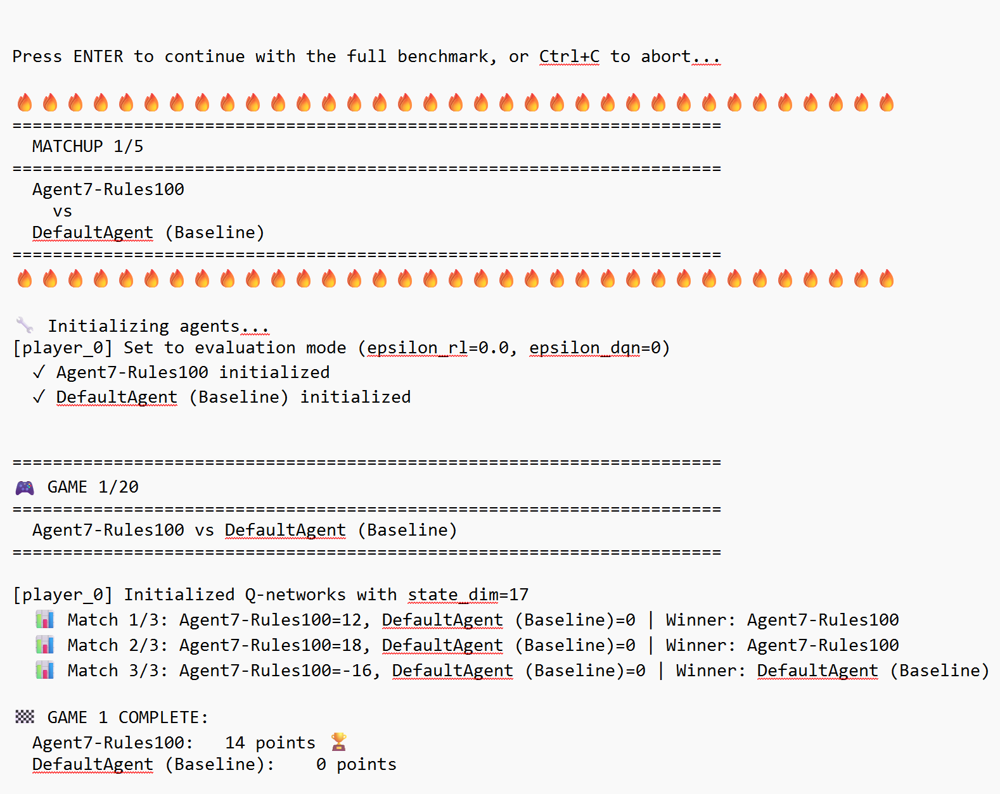 Press ENTER to continue with the full benchmark, or Ctrl+C to abort...
🔥🔥🔥🔥🔥🔥🔥🔥🔥🔥🔥🔥🔥🔥🔥🔥🔥🔥🔥🔥🔥🔥🔥🔥🔥🔥🔥🔥🔥🔥🔥🔥🔥🔥🔥
======================================================================
MATCHUP 1/5
======================================================================
Agent7-Rules100
vs
DefaultAgent (Baseline)
======================================================================
🔥🔥🔥🔥🔥🔥🔥🔥🔥🔥🔥🔥🔥🔥🔥🔥🔥🔥🔥🔥🔥🔥🔥🔥🔥🔥🔥🔥🔥🔥🔥🔥🔥🔥🔥
🔧 Initializing agents...
[player_0] Set to evaluation mode (epsilon_rl=0.0, epsilon_dqn=0)
✓ Agent7-Rules100 initialized
✓ DefaultAgent (Baseline) initialized
======================================================================
🎮 GAME 1/20
======================================================================
Agent7-Rules100 vs DefaultAgent (Baseline)
======================================================================
[player_0] Initialized Q-networks with state_dim=17
📊 Match 1/3: Agent7-Rules100=12, DefaultAgent (Baseline)=0 | Winner: Agent7-Rules100
📊 Match 2/3: Agent7-Rules100=18, DefaultAgent (Baseline)=0 | Winner: Agent7-Rules100
📊 Match 3/3: Agent7-Rules100=-16, DefaultAgent (Baseline)=0 | Winner: DefaultAgent (Baseline)
🏁 GAME 1 COMPLETE:
Agent7-Rules100: 14 points 🏆
DefaultAgent (Baseline): 0 points